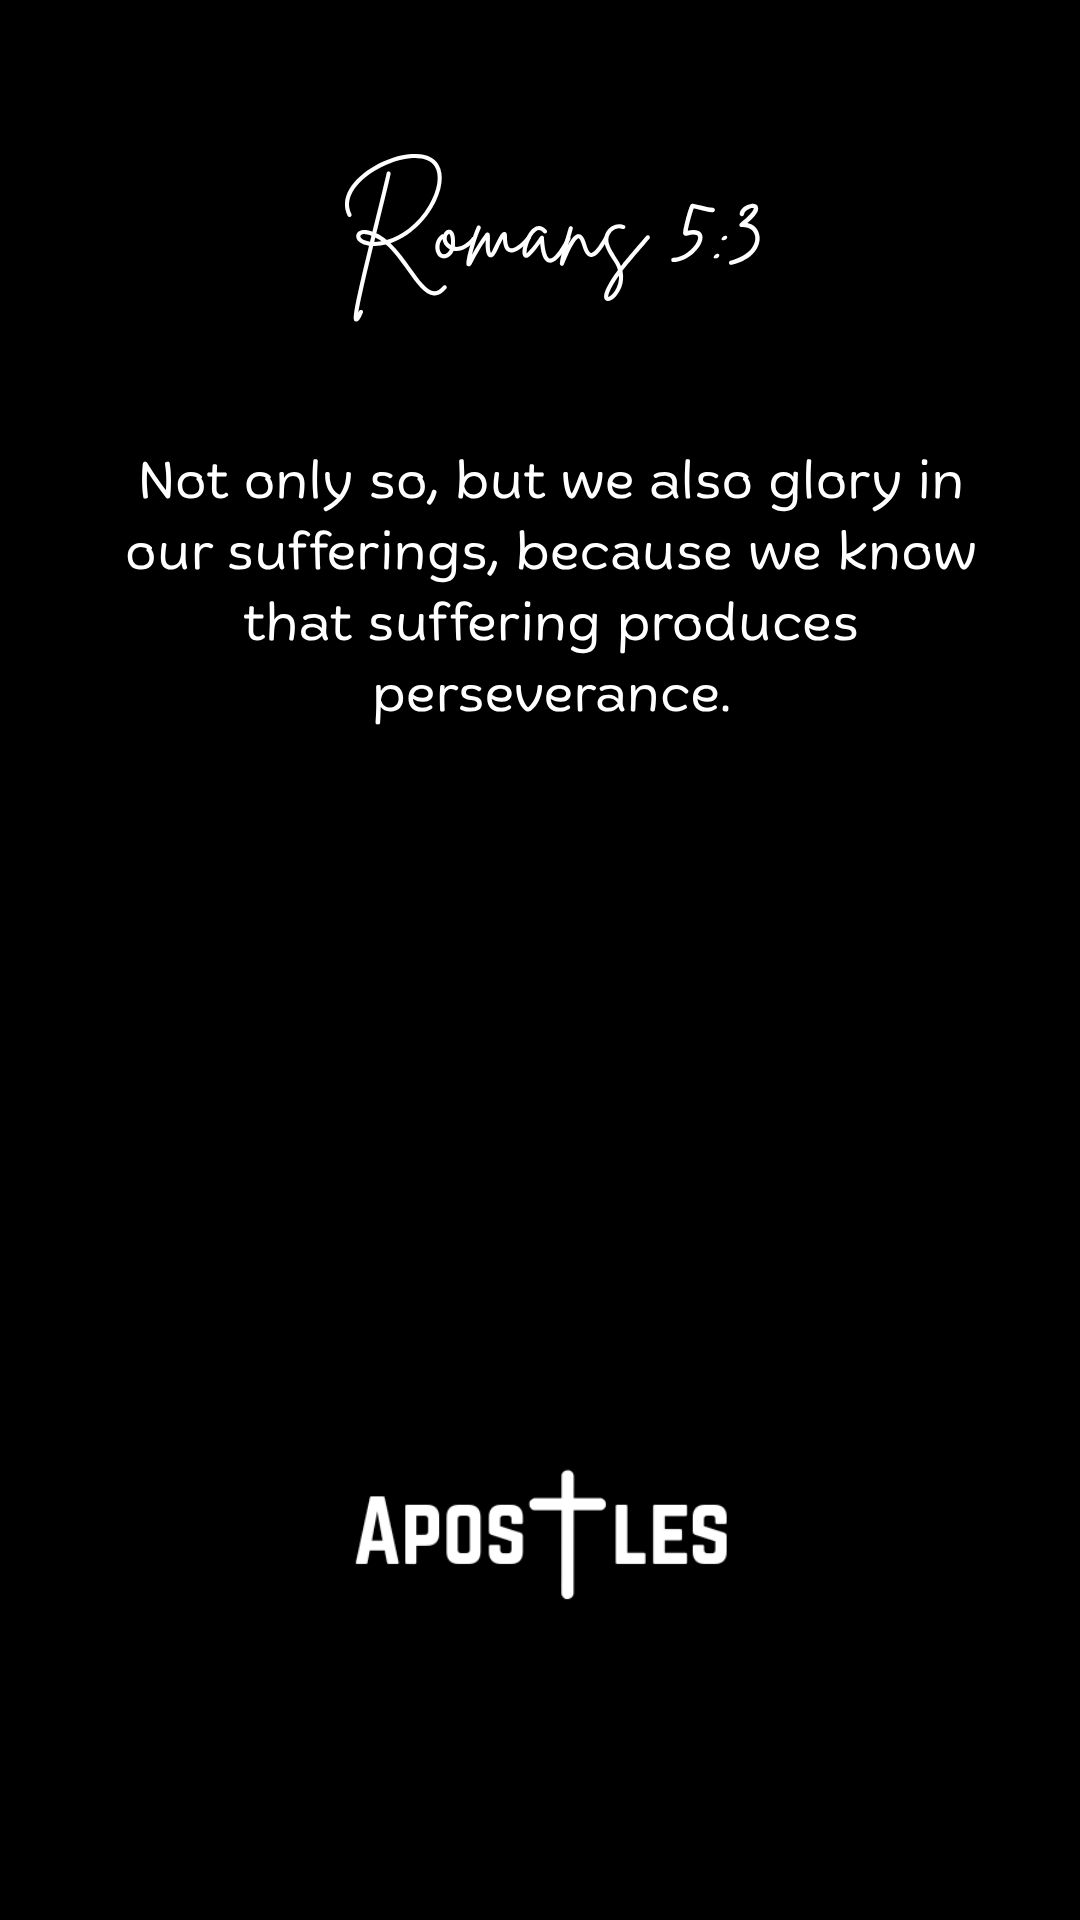 Romans 5:3
Not only so, but we also glory in
our sufferings, because we know
that suffering produces
perseverance.
APOSTLES